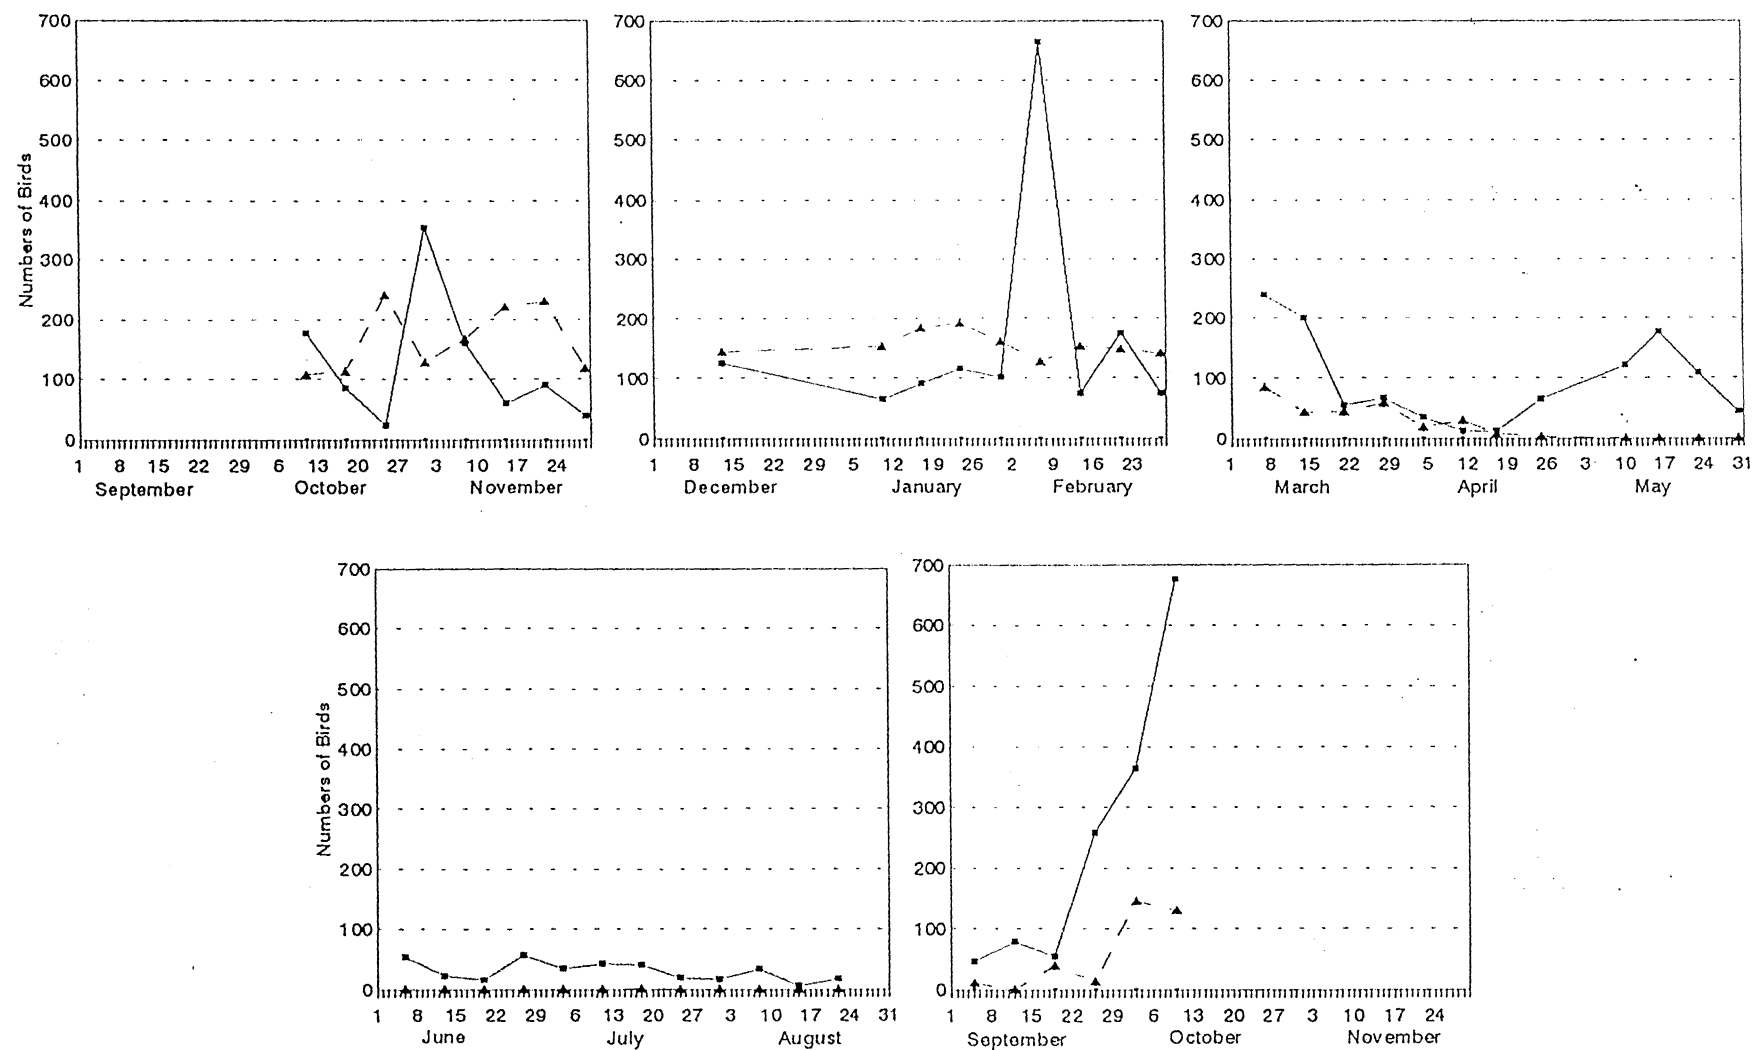 700 700 700
600 600 600
500 500 500
400 400 400
300 300 300
200 200 200
100 100 100
0 0 0
Numbers of Birds
1 8 15 22 29 6 13 20 27 3 10 17 24
September October November
1 8 15 22 29 5 12 19 26 2 9 16 23
December January February
1 8 15 22 29 5 12 19 26 3 10 17 24 31
March April May
700 700
600 600
500 500
400 400
300 300
200 200
100 100
0 0
Numbers of Birds
1 8 15 22 29 6 13 20 27 3 10 17 24 31
June July August
1 8 15 22 29 6 13 20 27 3 10 17 24
September October November